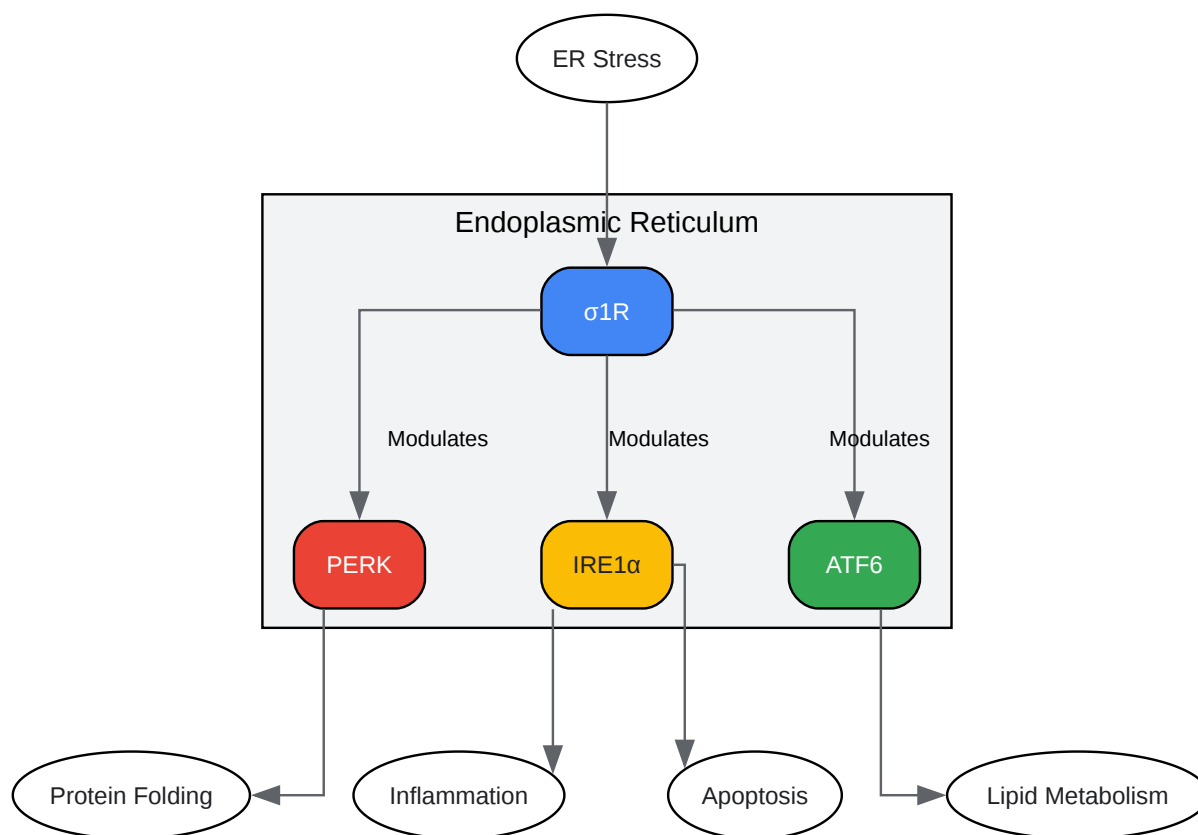 ER Stress
Endoplasmic Reticulum
σ1R
Modulates
Modulates
Modulates
PERK
IRE1α
ATF6
Protein Folding
Inflammation
Apoptosis
Lipid Metabolism